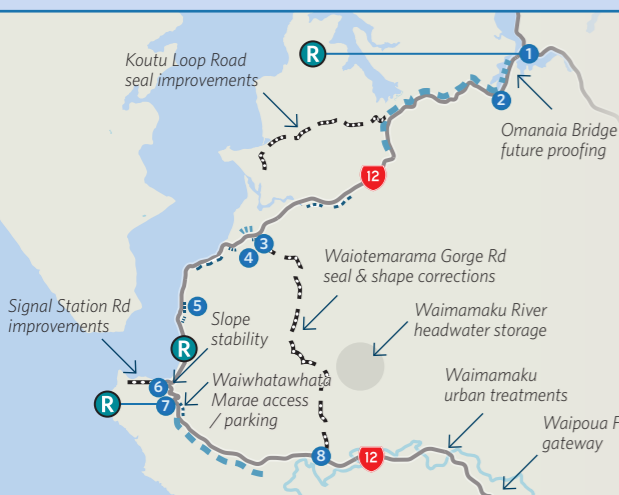 Koutu Loop Road
seal improvements
R
1
2
Omanaia Bridge
future proofing
12
3
4
Waiotemarama Gorge Rd
seal & shape corrections
5
Signal Station Rd
improvements
Slope
stability
Waimamaku River
headwater storage
R
6
Waiwhatawhata
Marae access
/ parking
R
7
Waimamaku
urban treatments
Waipoua F
gateway
8
12